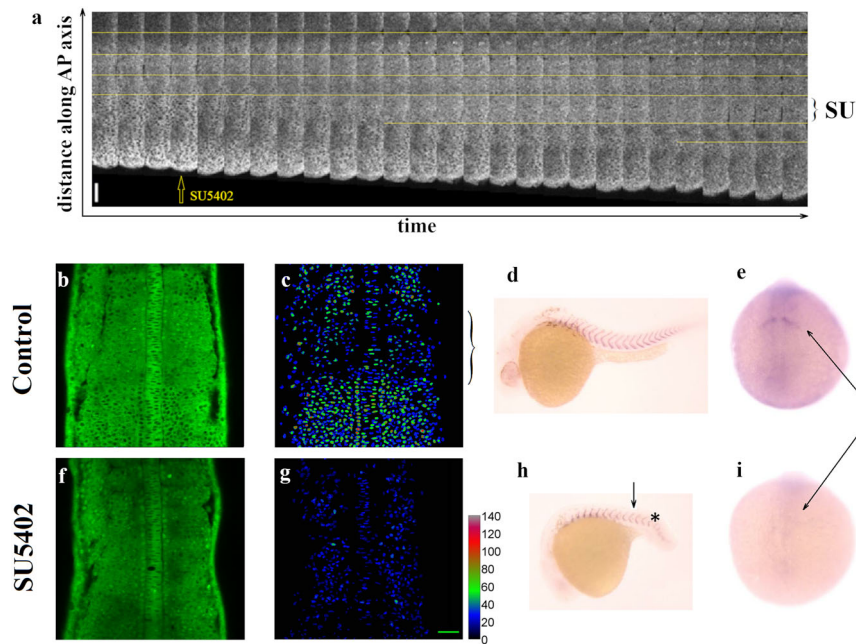 a
distance along AP axis
SU5402
SU
time
Control
b
c
d
e
SU5402
f
g
140
120
100
80
60
40
20
0
h
*
i